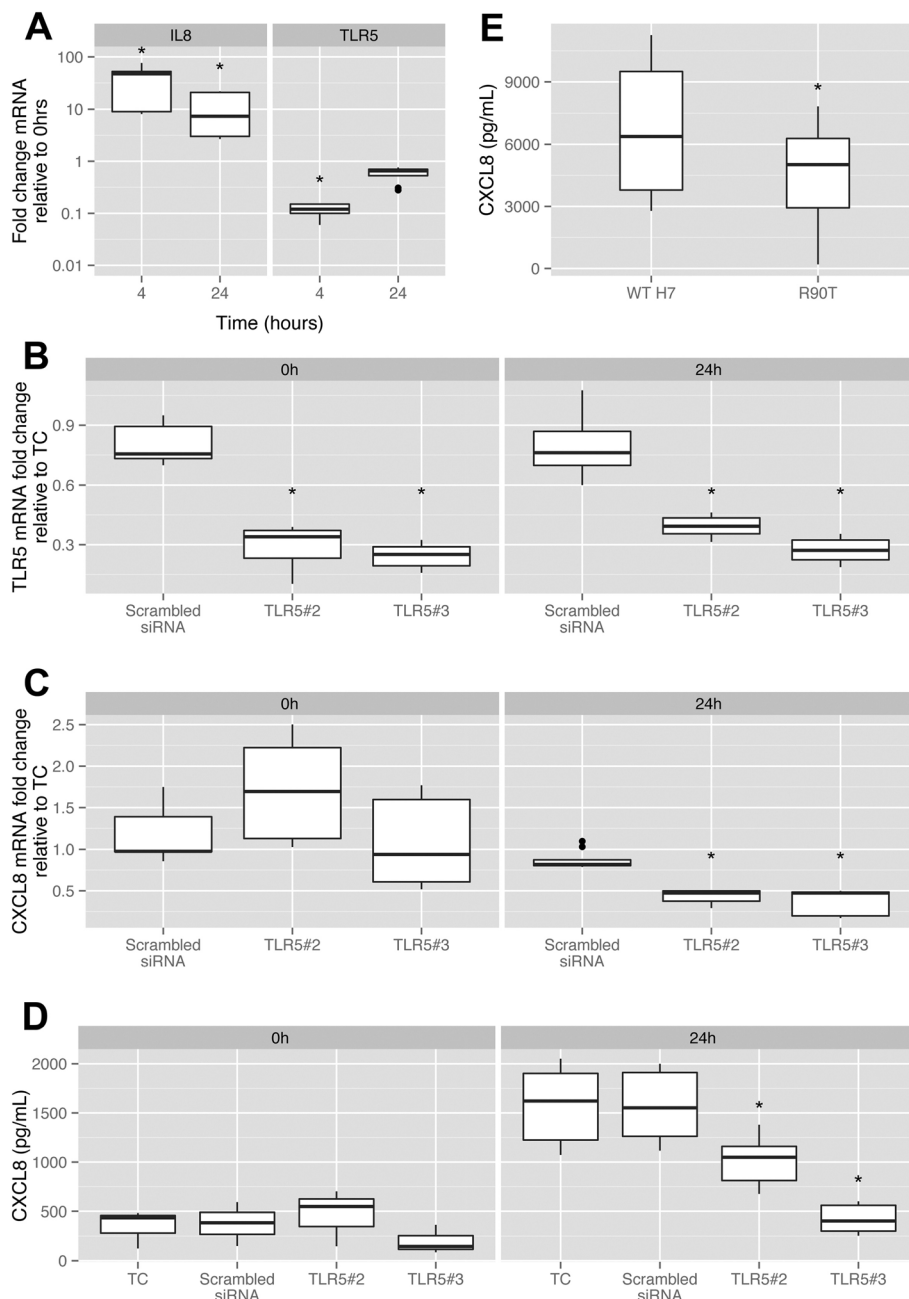 A
IL8
TLR5
Fold change mRNA
relative to 0hrs
100
10
1
0.1
0.01
*
*
*
4
24
4
24
Time (hours)
E
CXCL8 (pg/mL)
9000
6000
3000
0
*
WT H7
R90T
B
0h
24h
TLR5 mRNA fold change
relative to TC
0.9
0.6
0.3
*
*
*
*
Scrambled
siRNA
TLR5#2
TLR5#3
Scrambled
siRNA
TLR5#2
TLR5#3
C
0h
24h
CXCL8 mRNA fold change
relative to TC
2.5
2.0
1.5
1.0
0.5
*
*
Scrambled
siRNA
TLR5#2
TLR5#3
Scrambled
siRNA
TLR5#2
TLR5#3
D
0h
24h
CXCL8 (pg/mL)
2000
1500
1000
500
0
*
*
TC
Scrambled
siRNA
TLR5#2
TLR5#3
TC
Scrambled
siRNA
TLR5#2
TLR5#3